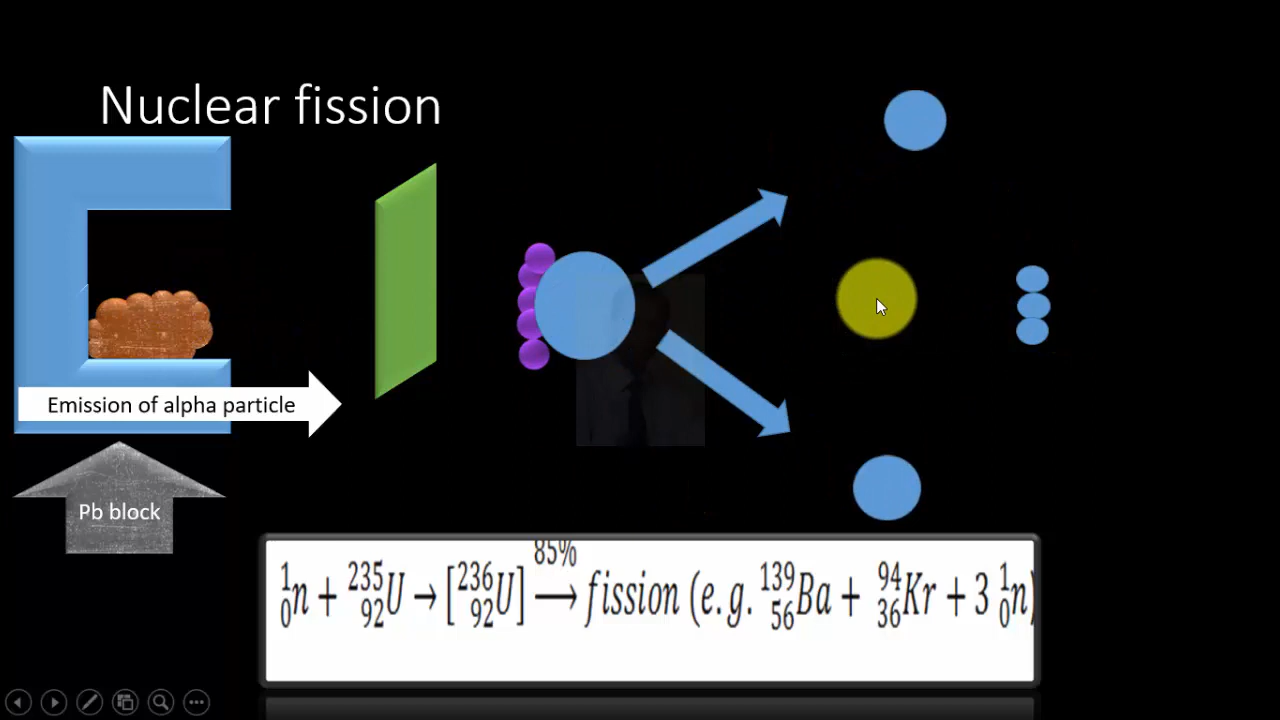 Nuclear fission
Emission of alpha particle
Pb block
¹₀n + ²³⁵₉₂U → [²³⁶₉₂U] 85%⟶ fission (e.g. ¹³⁹₅₆Ba + ⁹⁴₃₆Kr + 3 ¹₀n)